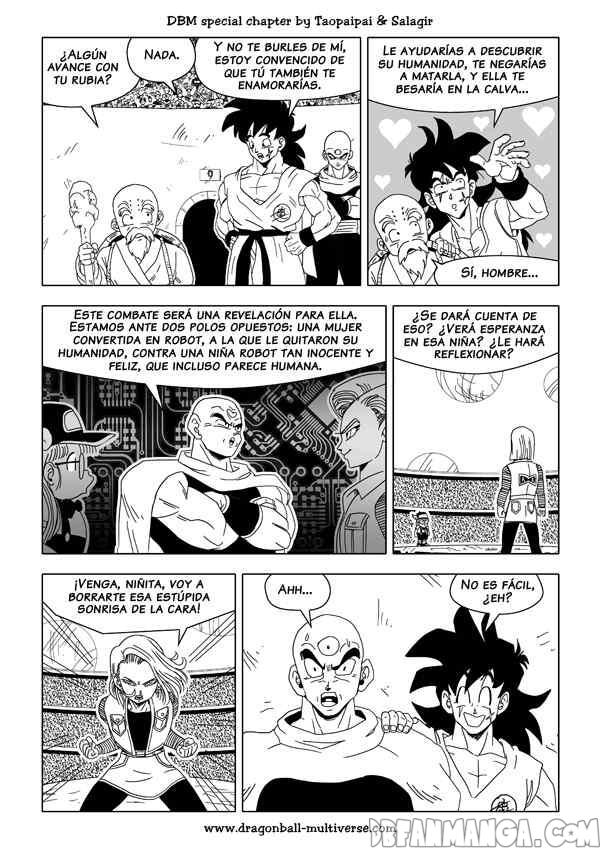 DBM special chapter by Taopaipai & Salagir
¿Algún
avance con
tu rubia?
Nada.
Y no te burles de mí,
estoy convencido de
que tú también te
enamorarías.
Le ayudarías a descubrir
su humanidad, te negarías
a matarla, y ella te
besaría en la calva...
Sí, hombre...
Este combate será una revelación para ella.
Estamos ante dos polos opuestos: una mujer
convertida en robot, a la que le quitaron su
humanidad, contra una niña robot tan inocente y
feliz, que incluso parece humana.
¿Se dará cuenta de
eso? ¿Verá esperanza
en esa niña? ¿Le hará
reflexionar?
¡Venga, niñita, voy a
borrarte esa estúpida
sonrisa de la cara!
Ahh...
No es fácil,
¿eh?
www.dragonball-multiverse.com
DBFANMANGA.COM